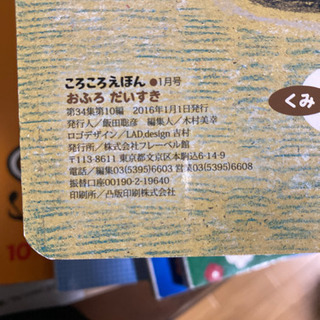 ころころえほん ●1月号
おふろ だいすき
第34集第10編 2016年1月1日発行
発行人／飯田聡彦 編集人／木村美幸
ロゴデザイン／LAD,design 吉村
発行所／株式会社フレーベル館
〒113-8611 東京都文京区本駒込6-14-9
電話／編集03(5395)6603 営業03(5395)6608
振替口座00190-2-19640
印刷所／凸版印刷株式会社
くみ
10